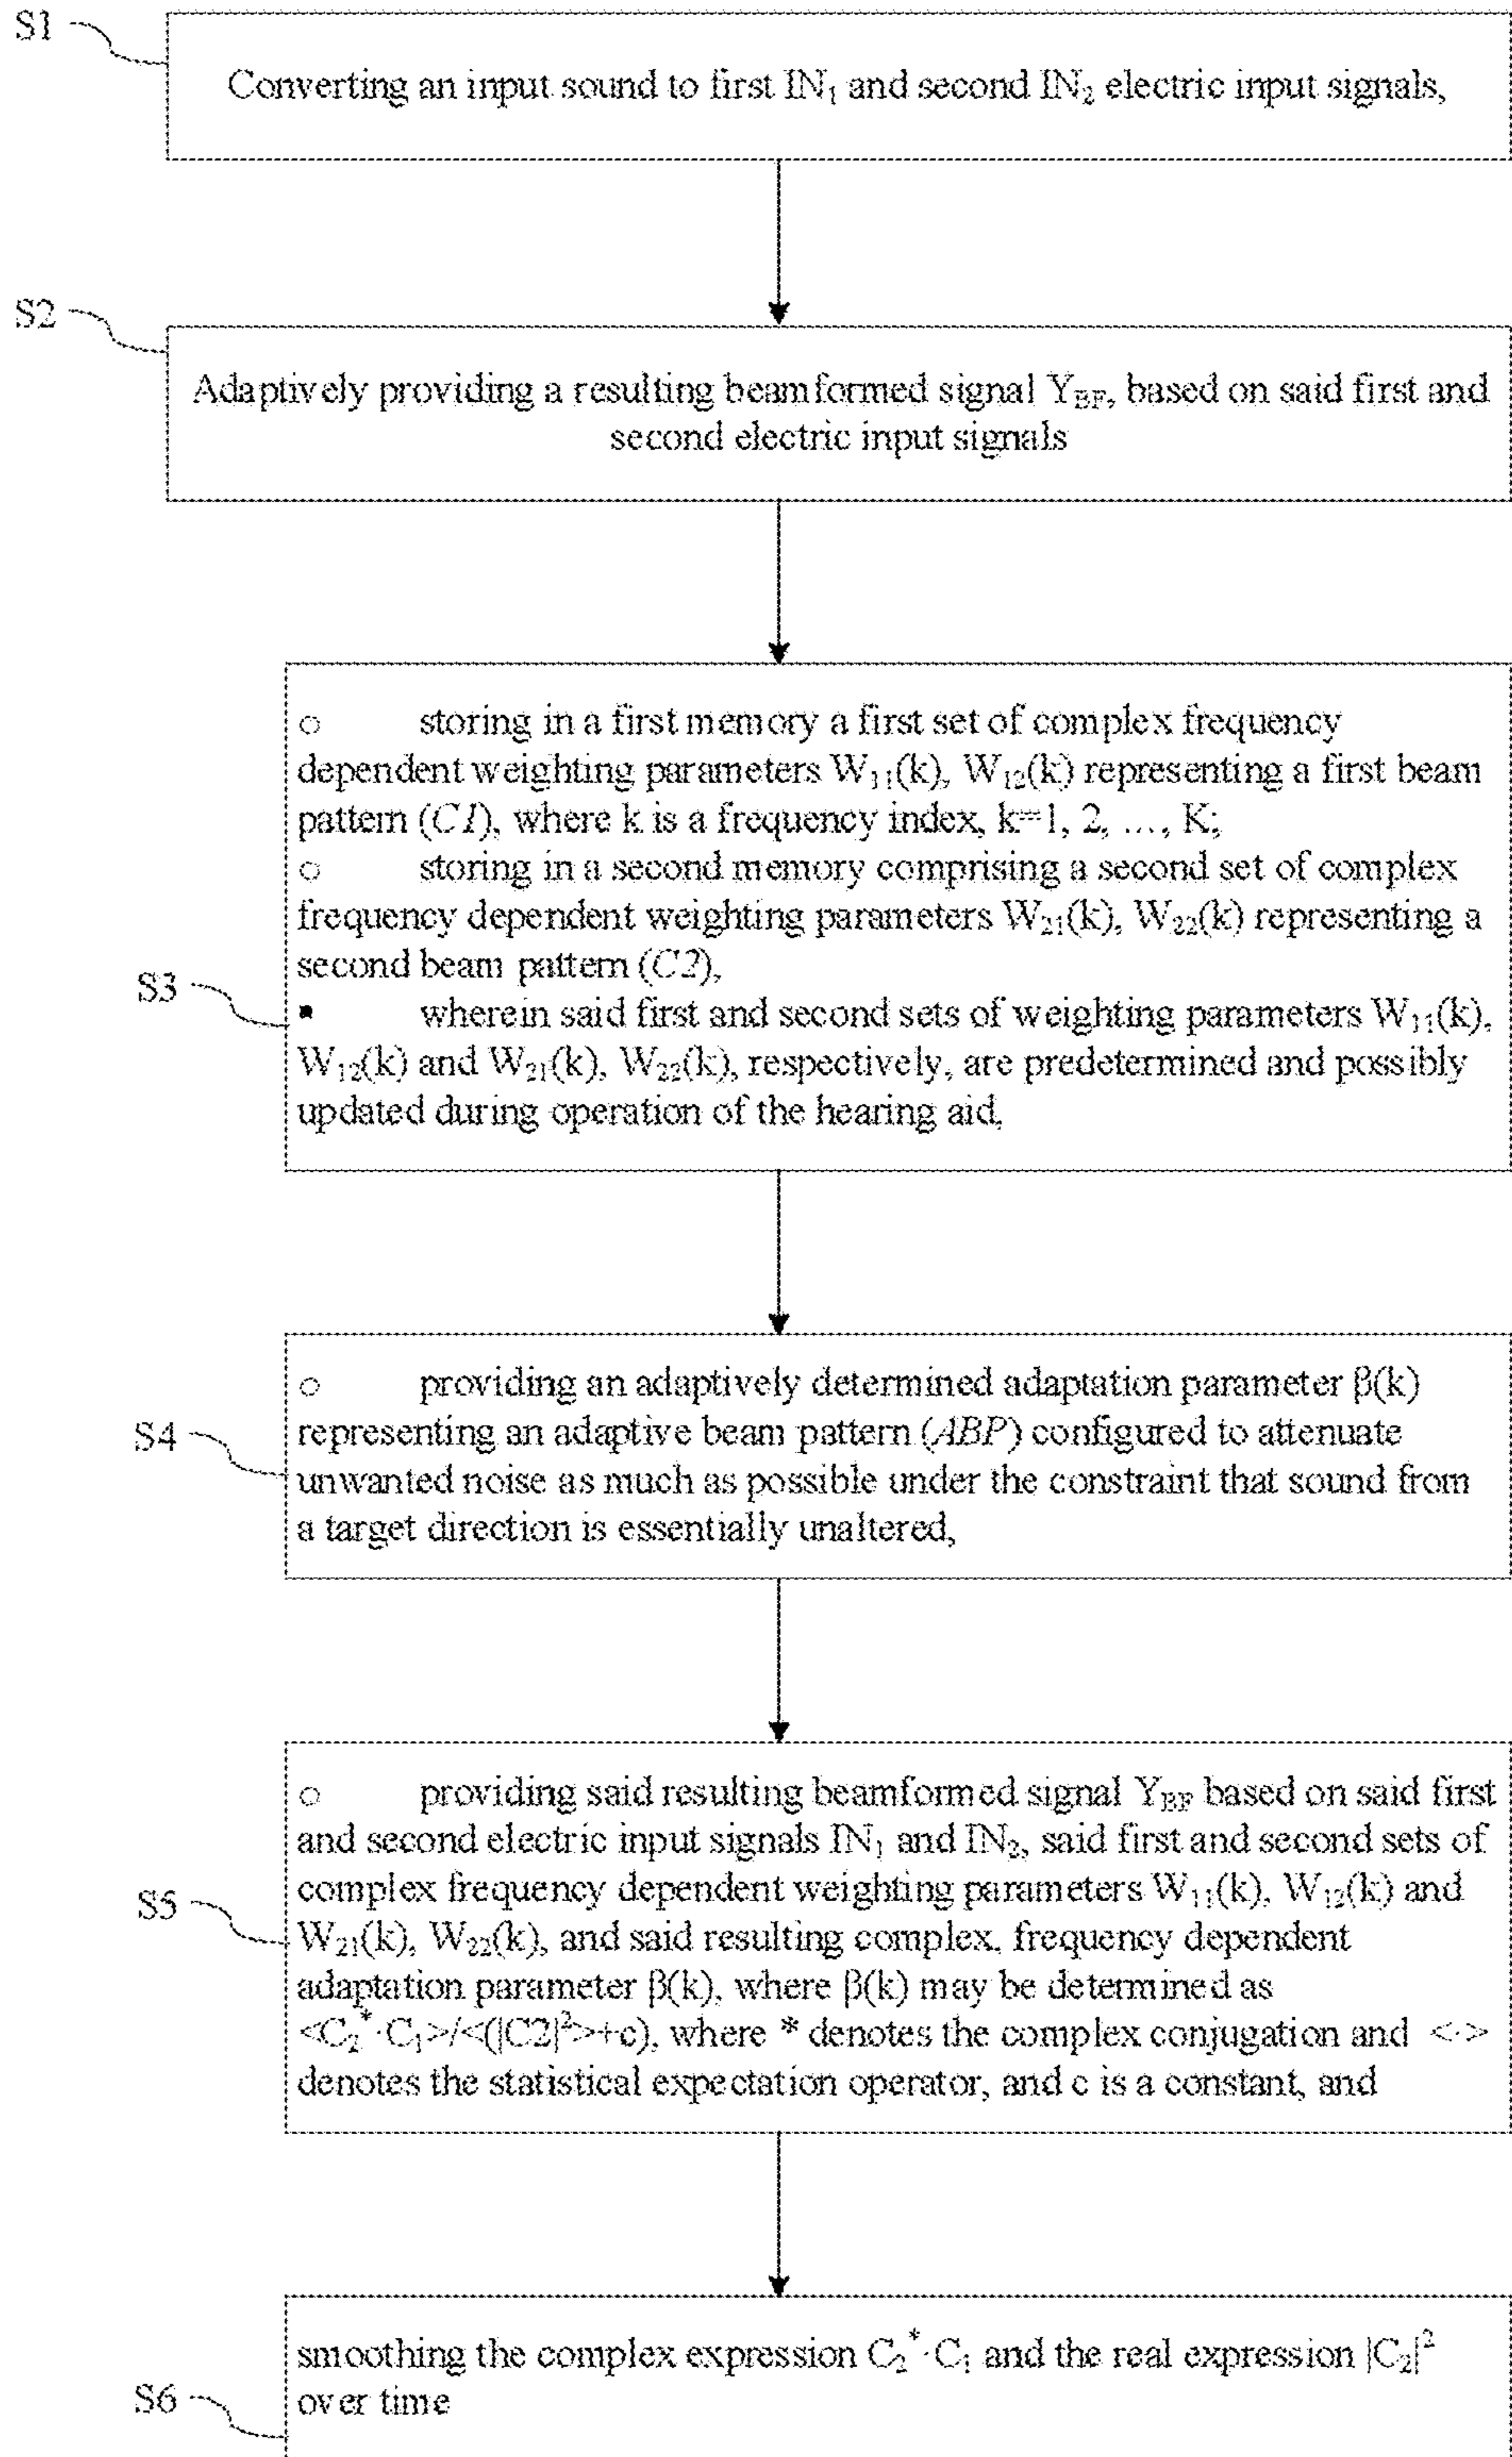 S1
Converting an input sound to first IN₁ and second IN₂ electric input signals,
S2
Adaptively providing a resulting beamformed signal Y_BF, based on said first and
second electric input signals
○ storing in a first memory a first set of complex frequency
dependent weighting parameters W₁₁(k), W₁₂(k) representing a first beam
pattern (C1), where k is a frequency index, k=1, 2, …, K;
○ storing in a second memory comprising a second set of complex
frequency dependent weighting parameters W₂₁(k), W₂₂(k) representing a
second beam pattern (C2),
S3
▪ wherein said first and second sets of weighting parameters W₁₁(k),
W₁₂(k) and W₂₁(k), W₂₂(k), respectively, are predetermined and possibly
updated during operation of the hearing aid,
○ providing an adaptively determined adaptation parameter β(k)
representing an adaptive beam pattern (ABP) configured to attenuate
S4
unwanted noise as much as possible under the constraint that sound from
a target direction is essentially unaltered,
○ providing said resulting beamformed signal Y_BF based on said first
and second electric input signals IN₁ and IN₂, said first and second sets of
complex frequency dependent weighting parameters W₁₁(k), W₁₂(k) and
S5
W₂₁(k), W₂₂(k), and said resulting complex, frequency dependent
adaptation parameter β(k), where β(k) may be determined as
<C₂*·C₁>/<(|C2|²>+c), where * denotes the complex conjugation and <·>
denotes the statistical expectation operator, and c is a constant, and
smoothing the complex expression C₂*·C₁ and the real expression |C₂|²
over time
S6